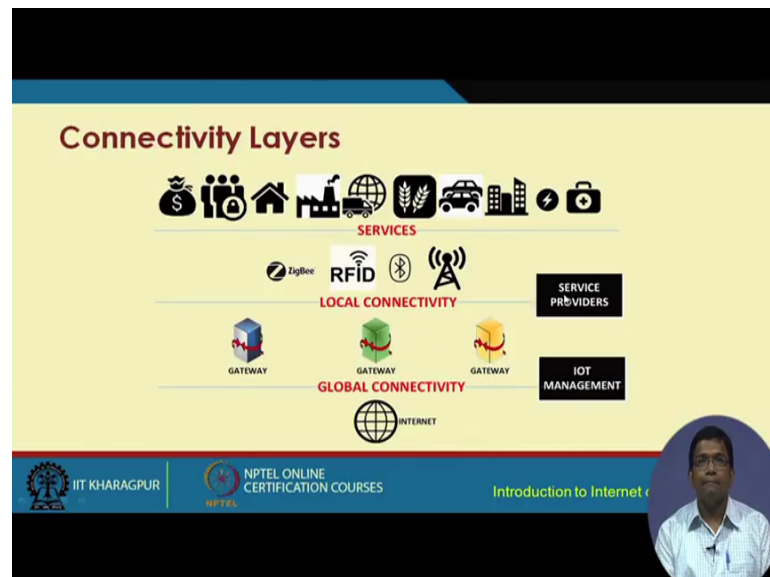 Connectivity Layers
$
SERVICES
ZigBee
RFID
LOCAL CONNECTIVITY
SERVICE
PROVIDERS
GATEWAY
GATEWAY
GATEWAY
GLOBAL CONNECTIVITY
IOT
MANAGEMENT
INTERNET
IIT KHARAGPUR
NPTEL
NPTEL ONLINE
CERTIFICATION COURSES
Introduction to Internet